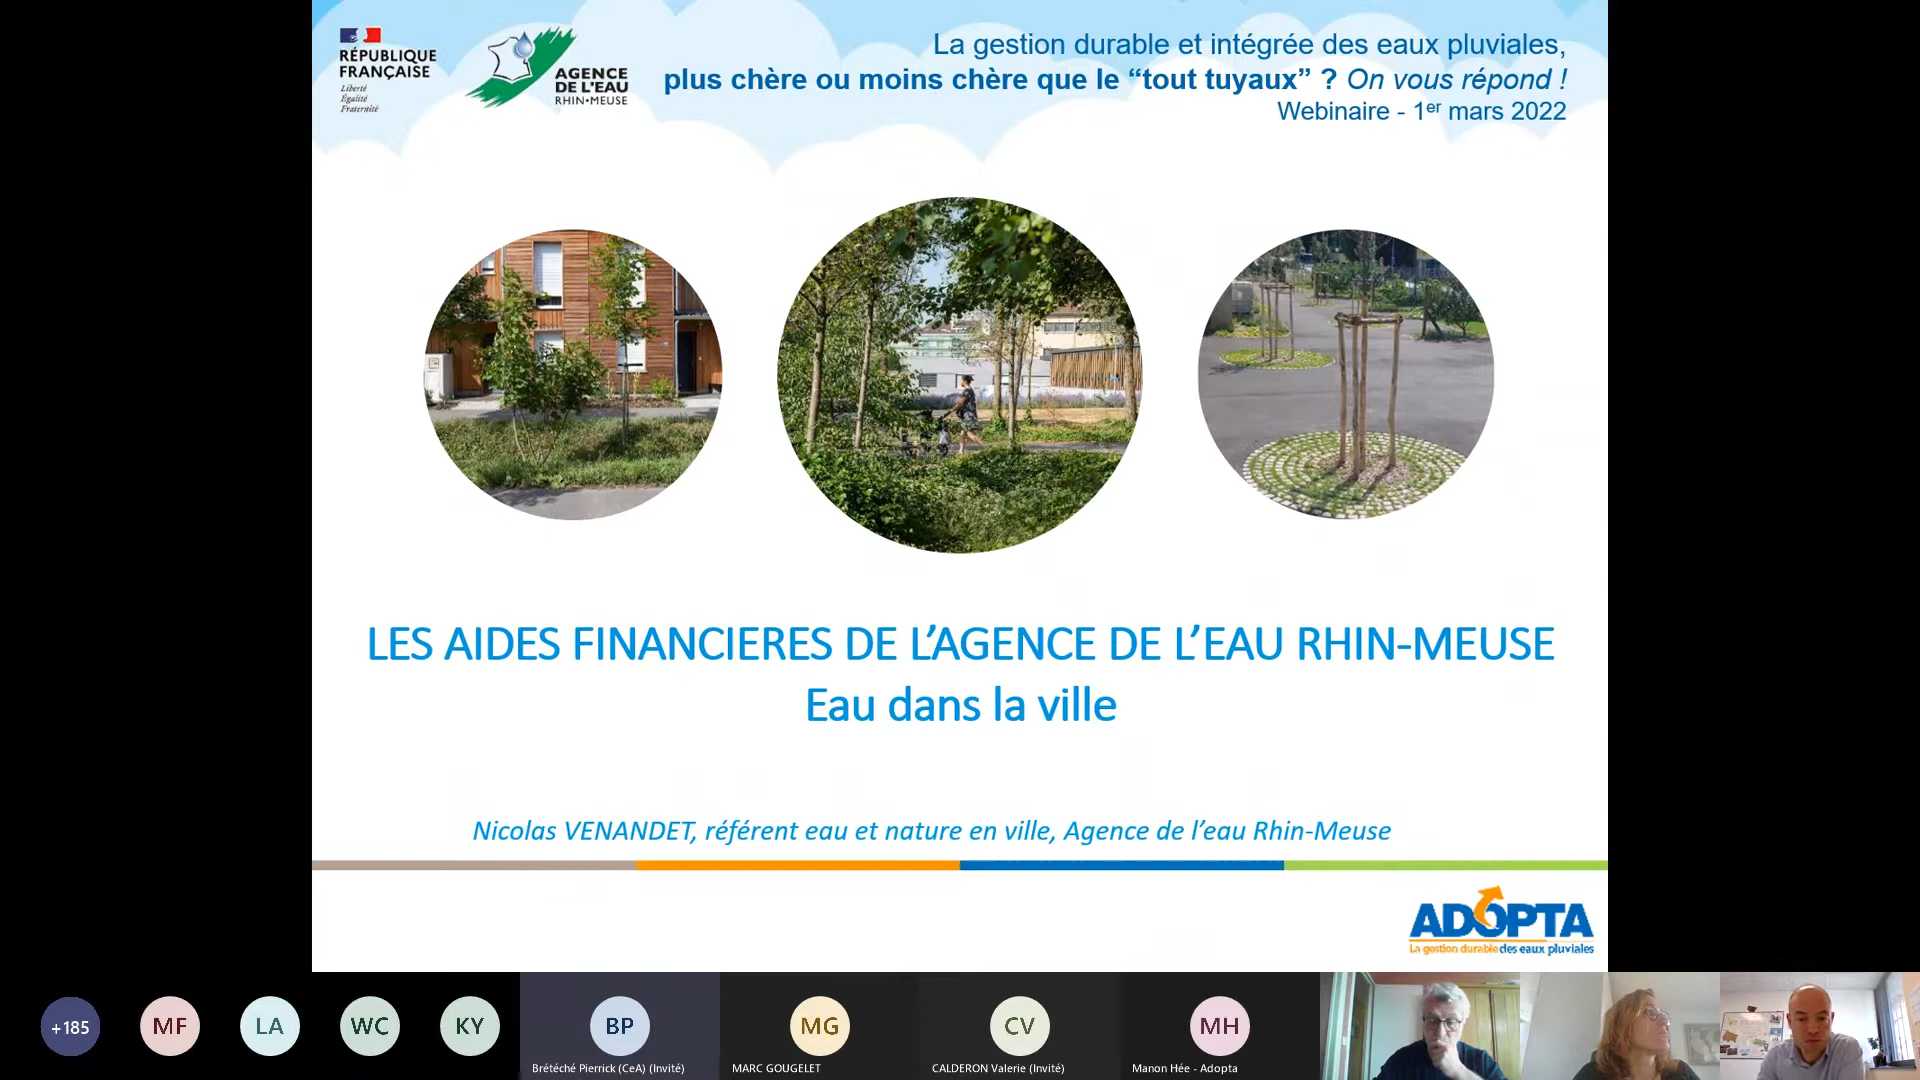 RÉPUBLIQUE
FRANÇAISE
Liberté
Égalité
Fraternité
AGENCE
DE L'EAU
RHIN•MEUSE
La gestion durable et intégrée des eaux pluviales,
plus chère ou moins chère que le “tout tuyaux” ? On vous répond !
Webinaire - 1er mars 2022
LES AIDES FINANCIERES DE L’AGENCE DE L’EAU RHIN-MEUSE
Eau dans la ville
Nicolas VENANDET, référent eau et nature en ville, Agence de l’eau Rhin-Meuse
ADOPTA
La gestion durable des eaux pluviales
+185
MF
LA
WC
KY
BP
MG
CV
MH
Brétéché Pierrick (CeA) (Invité)
MARC GOUGELET
CALDERON Valerie (Invité)
Manon Hée - Adopta